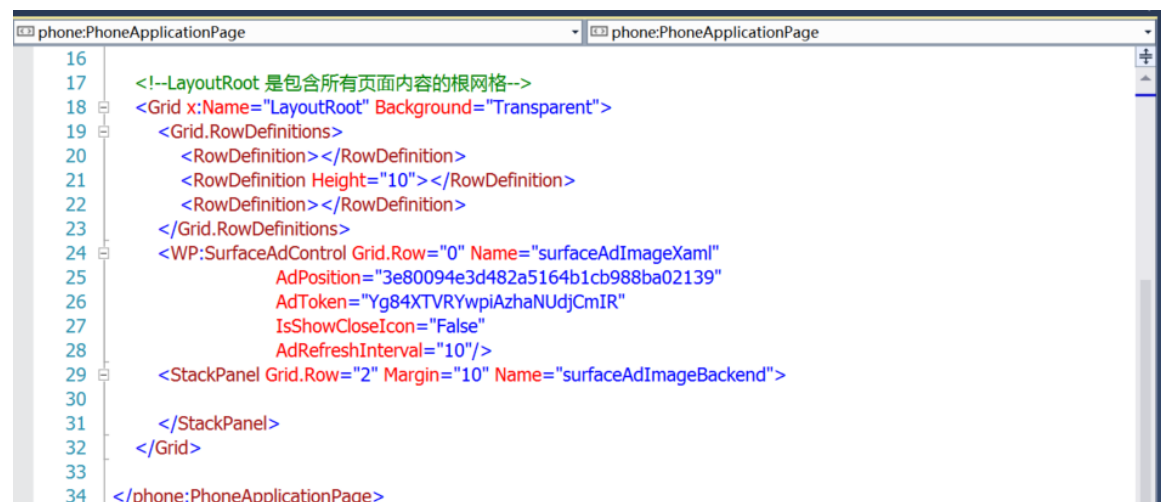 phone:PhoneApplicationPage phone:PhoneApplicationPage
16
17 <!--LayoutRoot 是包含所有页面内容的根网格-->
18 <Grid x:Name="LayoutRoot" Background="Transparent">
19 <Grid.RowDefinitions>
20 <RowDefinition></RowDefinition>
21 <RowDefinition Height="10"></RowDefinition>
22 <RowDefinition></RowDefinition>
23 </Grid.RowDefinitions>
24 <WP:SurfaceAdControl Grid.Row="0" Name="surfaceAdImageXaml"
25 AdPosition="3e80094e3d482a5164b1cb988ba02139"
26 AdToken="Yg84XTVRYwpiAzhaNUdjCmIR"
27 IsShowCloseIcon="False"
28 AdRefreshInterval="10"/>
29 <StackPanel Grid.Row="2" Margin="10" Name="surfaceAdImageBackend">
30
31 </StackPanel>
32 </Grid>
33
34 </phone:PhoneApplicationPage>